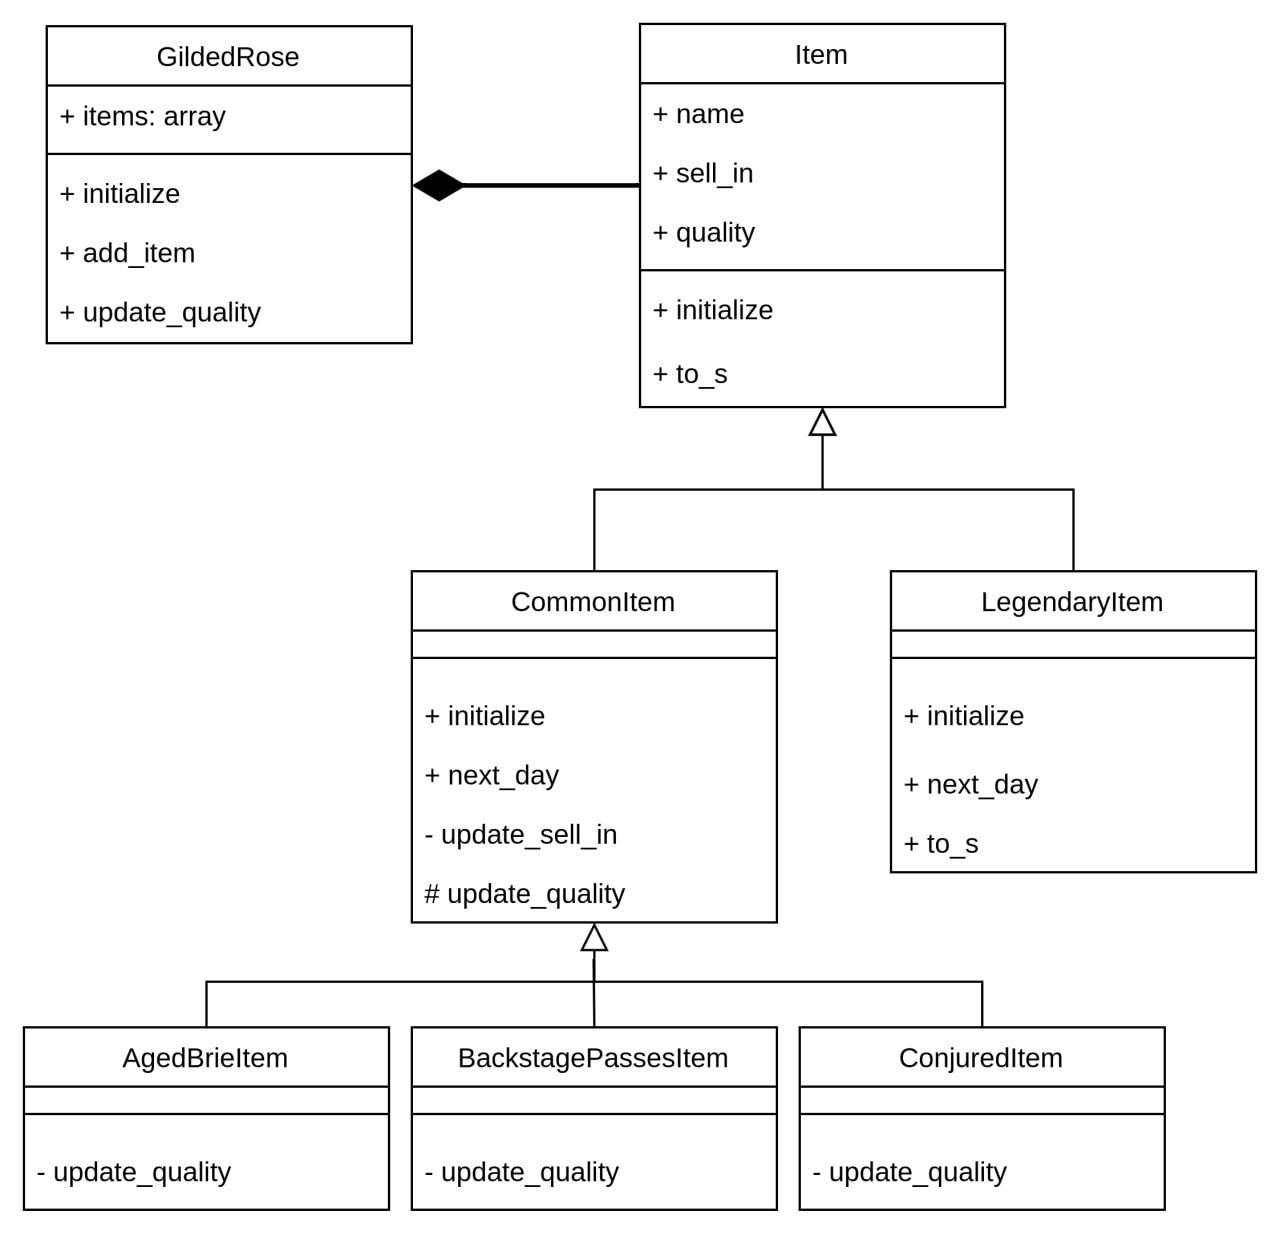 GildedRose
+ items: array
+ initialize
+ add_item
+ update_quality
Item
+ name
+ sell_in
+ quality
+ initialize
+ to_s
CommonItem
+ initialize
+ next_day
- update_sell_in
# update_quality
LegendaryItem
+ initialize
+ next_day
+ to_s
AgedBrieItem
- update_quality
BackstagePassesItem
- update_quality
ConjuredItem
- update_quality